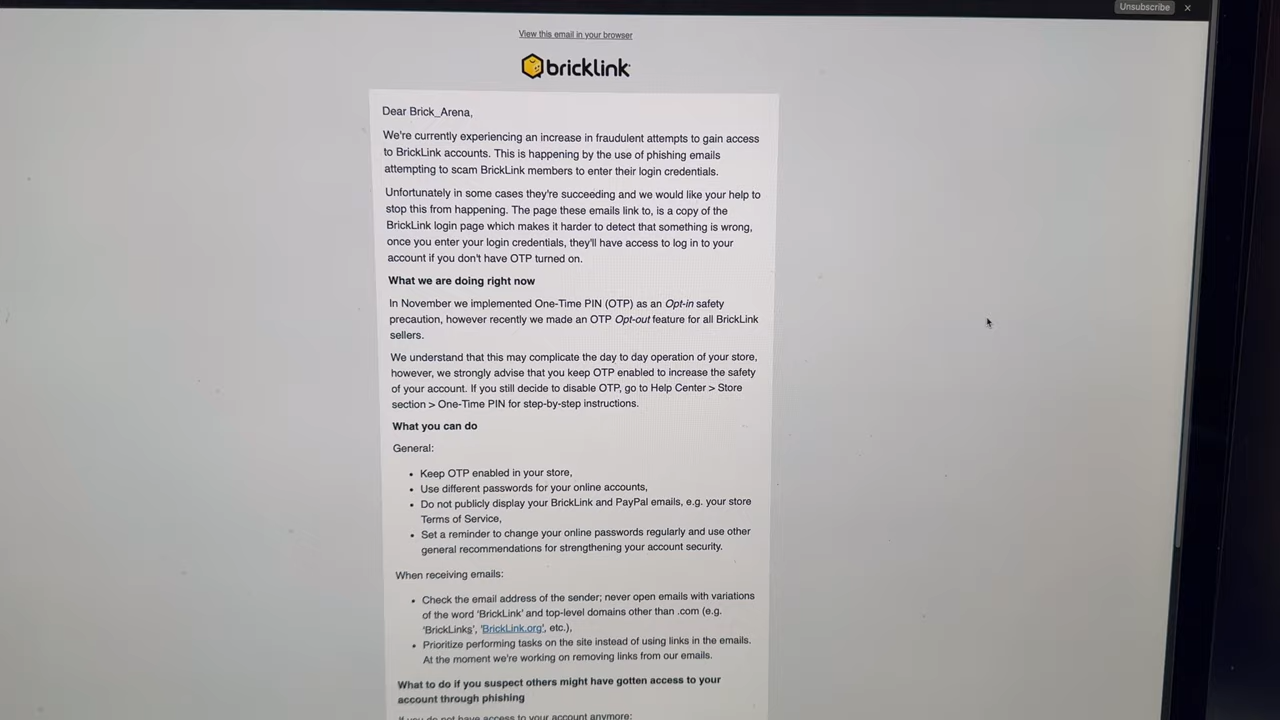 Unsubscribe ×
View this email in your browser
bricklink
Dear Brick_Arena,
We're currently experiencing an increase in fraudulent attempts to gain access
to BrickLink accounts. This is happening by the use of phishing emails
attempting to scam BrickLink members to enter their login credentials.
Unfortunately in some cases they're succeeding and we would like your help to
stop this from happening. The page these emails link to, is a copy of the
BrickLink login page which makes it harder to detect that something is wrong,
once you enter your login credentials, they'll have access to log in to your
account if you don't have OTP turned on.
What we are doing right now
In November we implemented One-Time PIN (OTP) as an Opt-in safety
precaution, however recently we made an OTP Opt-out feature for all BrickLink
sellers.
We understand that this may complicate the day to day operation of your store,
however, we strongly advise that you keep OTP enabled to increase the safety
of your account. If you still decide to disable OTP, go to Help Center > Store
section > One-Time PIN for step-by-step instructions.
What you can do
General:
• Keep OTP enabled in your store,
• Use different passwords for your online accounts,
• Do not publicly display your BrickLink and PayPal emails, e.g. your store
Terms of Service,
• Set a reminder to change your online passwords regularly and use other
general recommendations for strengthening your account security.
When receiving emails:
• Check the email address of the sender; never open emails with variations
of the word 'BrickLink' and top-level domains other than .com (e.g.
'BrickLinks', 'BrickLink.org', etc.),
• Prioritize performing tasks on the site instead of using links in the emails.
At the moment we're working on removing links from our emails.
What to do if you suspect others might have gotten access to your
account through phishing
If you do not have access to your account anymore: